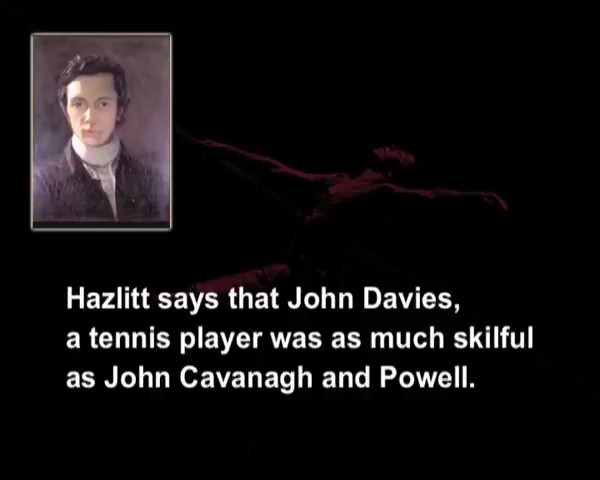 Hazlitt says that John Davies,
a tennis player was as much skilful
as John Cavanagh and Powell.